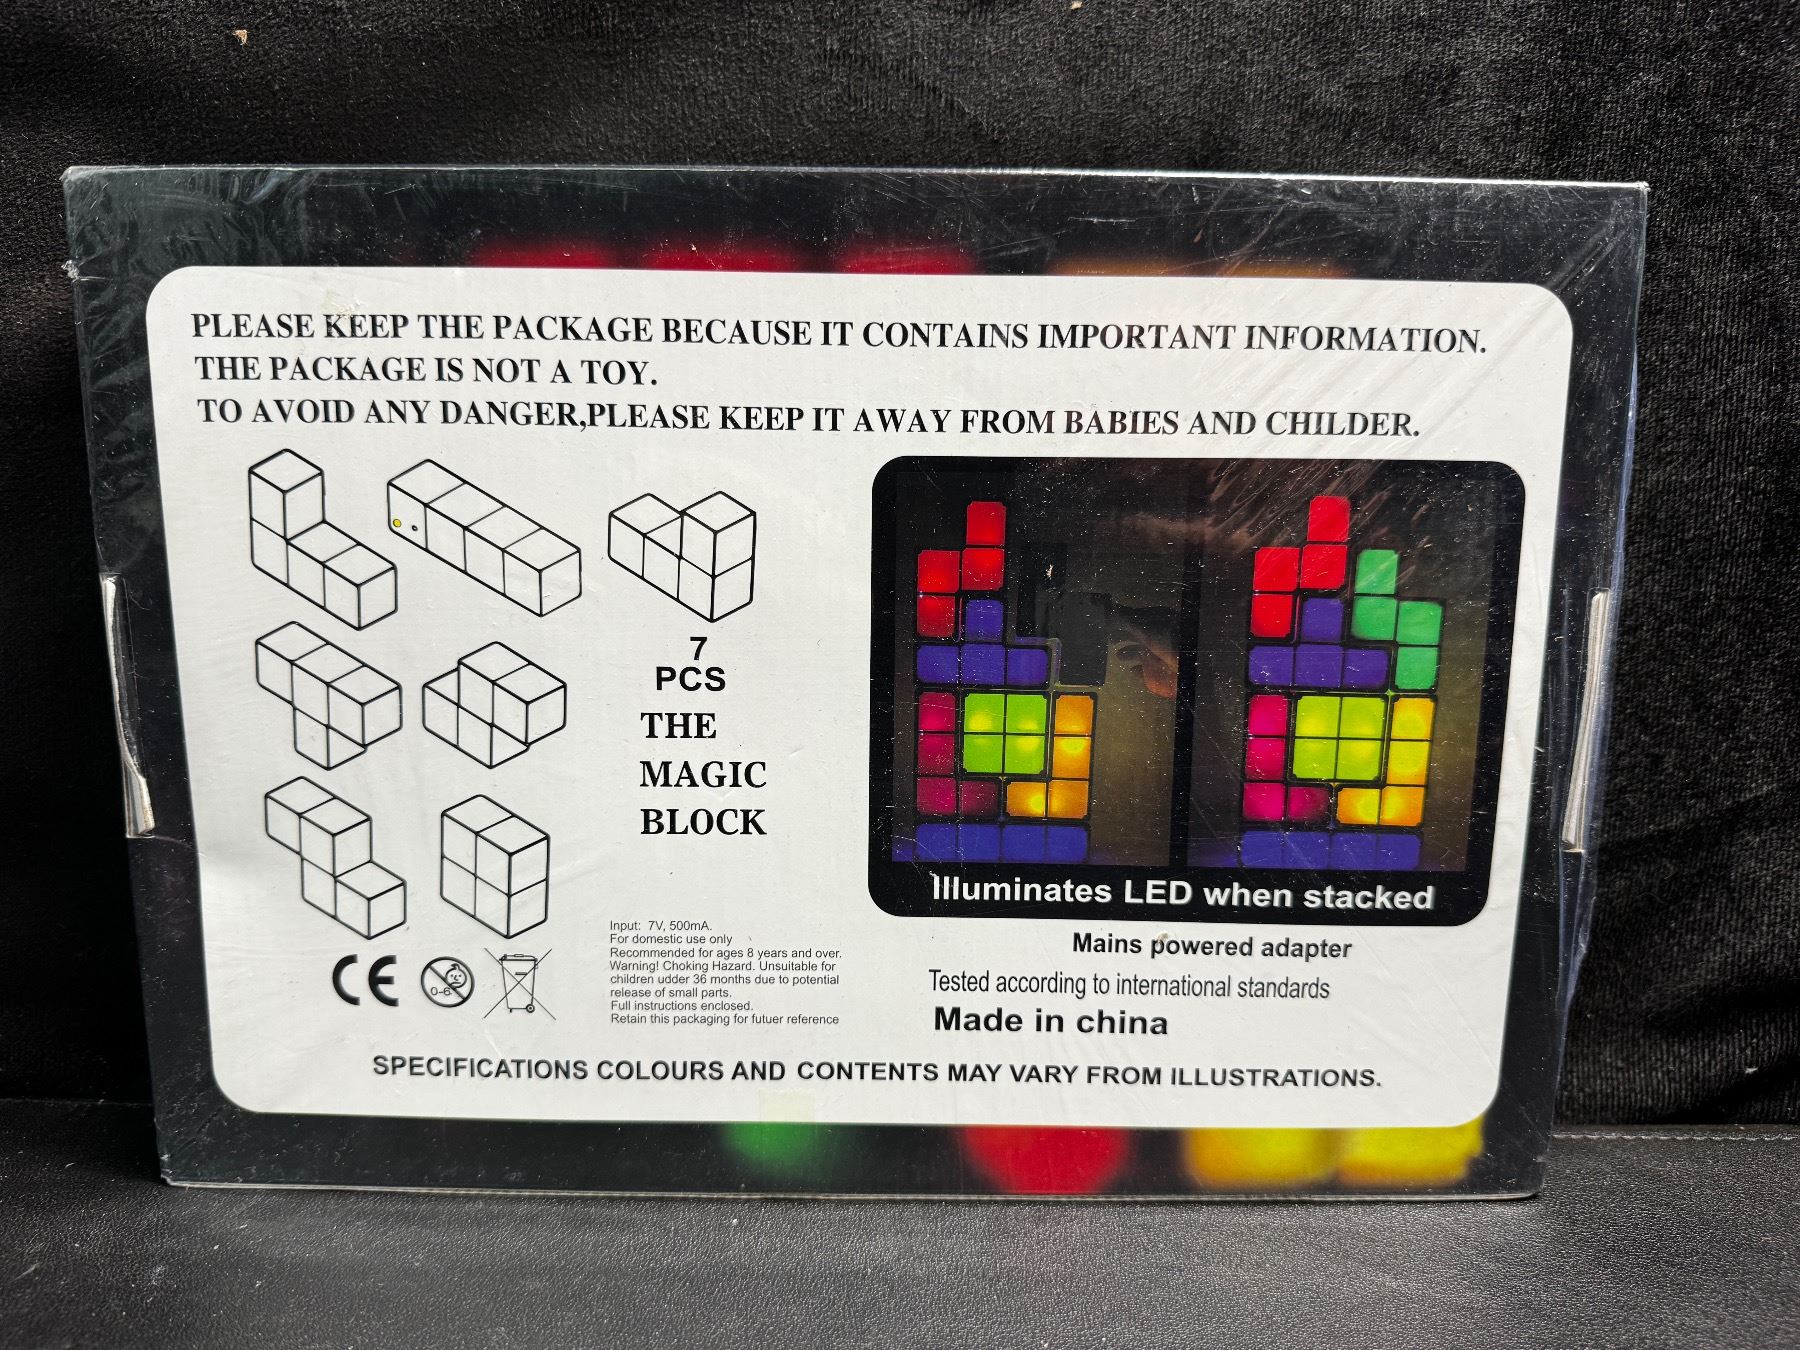 PLEASE KEEP THE PACKAGE BECAUSE IT CONTAINS IMPORTANT INFORMATION.
THE PACKAGE IS NOT A TOY.
TO AVOID ANY DANGER,PLEASE KEEP IT AWAY FROM BABIES AND CHILDER.
7
PCS
THE
MAGIC
BLOCK
Illuminates LED when stacked
Mains powered adapter
Tested according to international standards
Made in china
Input: 7V, 500mA.
For domestic use only
Recommended for ages 8 years and over.
Warning! Choking Hazard. Unsuitable for
children udder 36 months due to potential
release of small parts.
Full instructions enclosed.
Retain this packaging for futuer reference
CE
0-6
SPECIFICATIONS COLOURS AND CONTENTS MAY VARY FROM ILLUSTRATIONS.